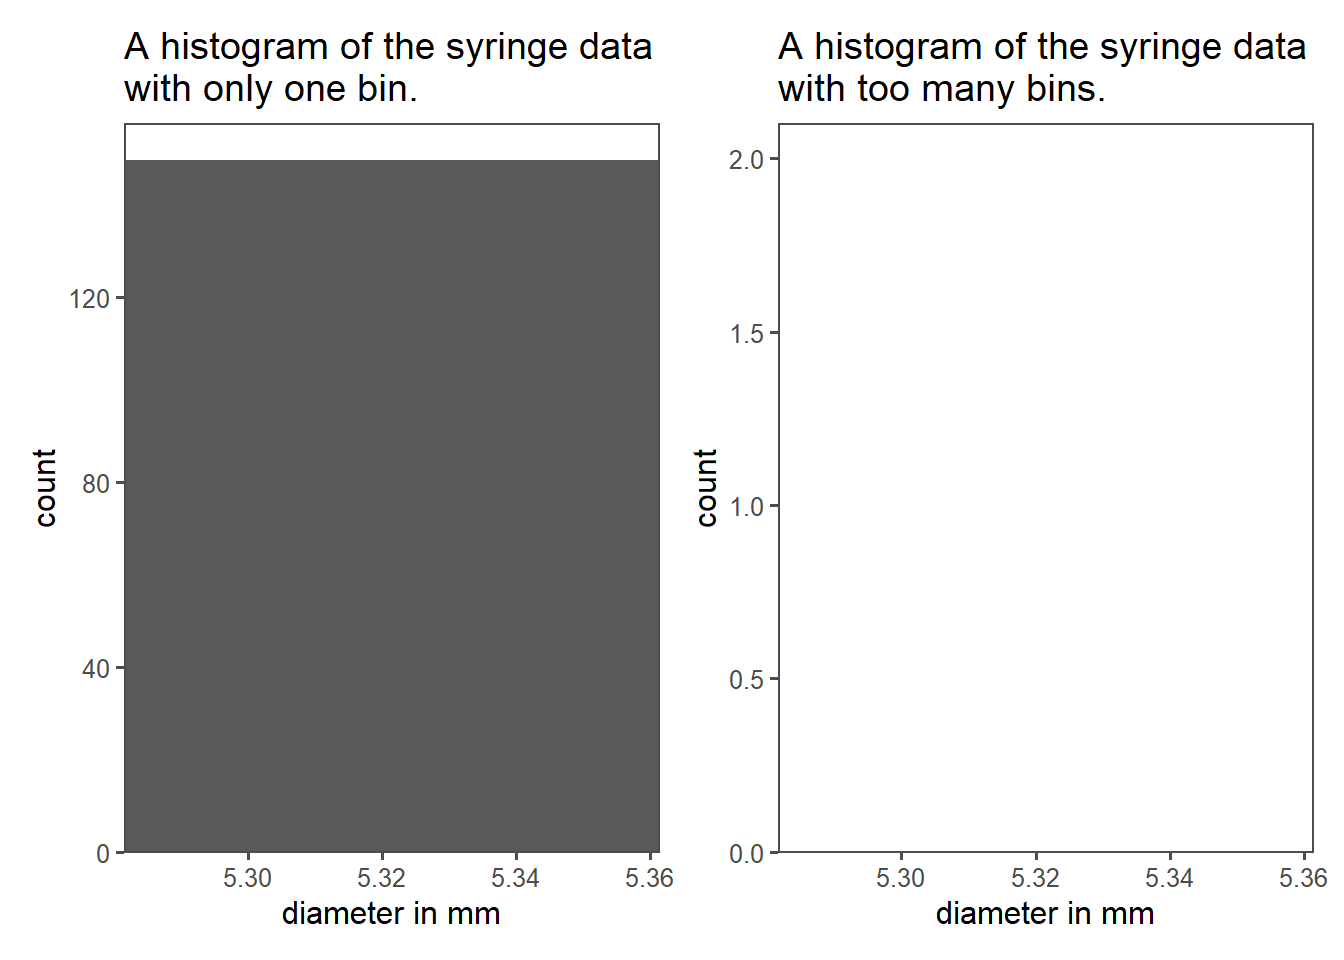 A histogram of the syringe data
with only one bin.
count
120
80
40
0
5.30 5.32 5.34 5.36
diameter in mm
A histogram of the syringe data
with too many bins.
count
2.0
1.5
1.0
0.5
0.0
5.30 5.32 5.34 5.36
diameter in mm